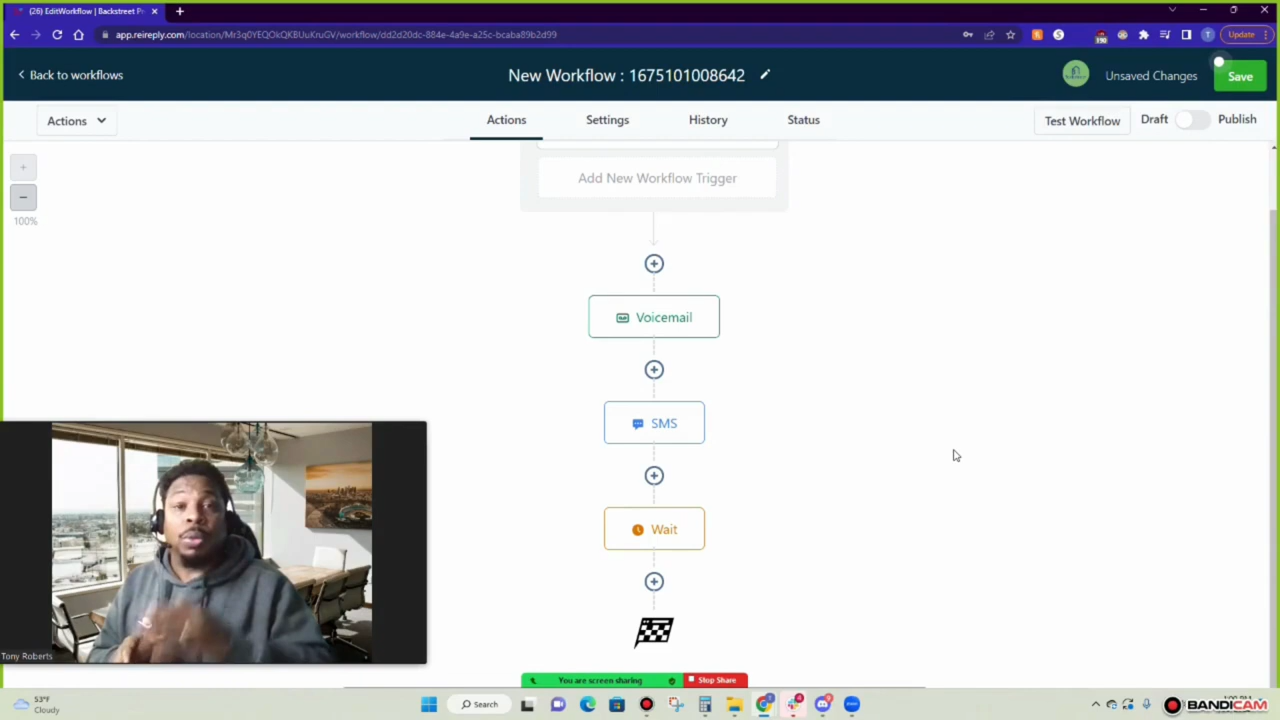 (26) EditWorkflow | Backstreet Pr
app.reireply.com/location/Mr3q0YEQOkQKBUuKruGV/workflow/dd2d20dc-884e-4a9e-a25c-bcaba89b2d99
Update
Back to workflows
New Workflow : 1675101008642
Unsaved Changes
Save
Actions
Actions
Settings
History
Status
Test Workflow
Draft
Publish
100%
Add New Workflow Trigger
Voicemail
SMS
Wait
Tony Roberts
You are screen sharing
Stop Share
53°F
Cloudy
Search
BANDICAM